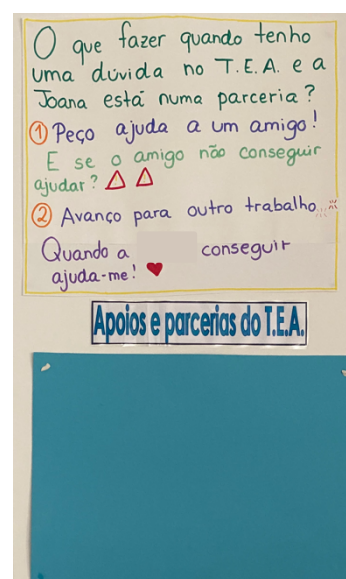 O que fazer quando tenho
uma dúvida no T.E.A. e a
Joana está numa parceria?
① Peço ajuda a um amigo!
E se o amigo não conseguir
ajudar?
② Avanço para outro trabalho...
Quando a conseguir
ajuda-me!
Apoios e parcerias do T.E.A.